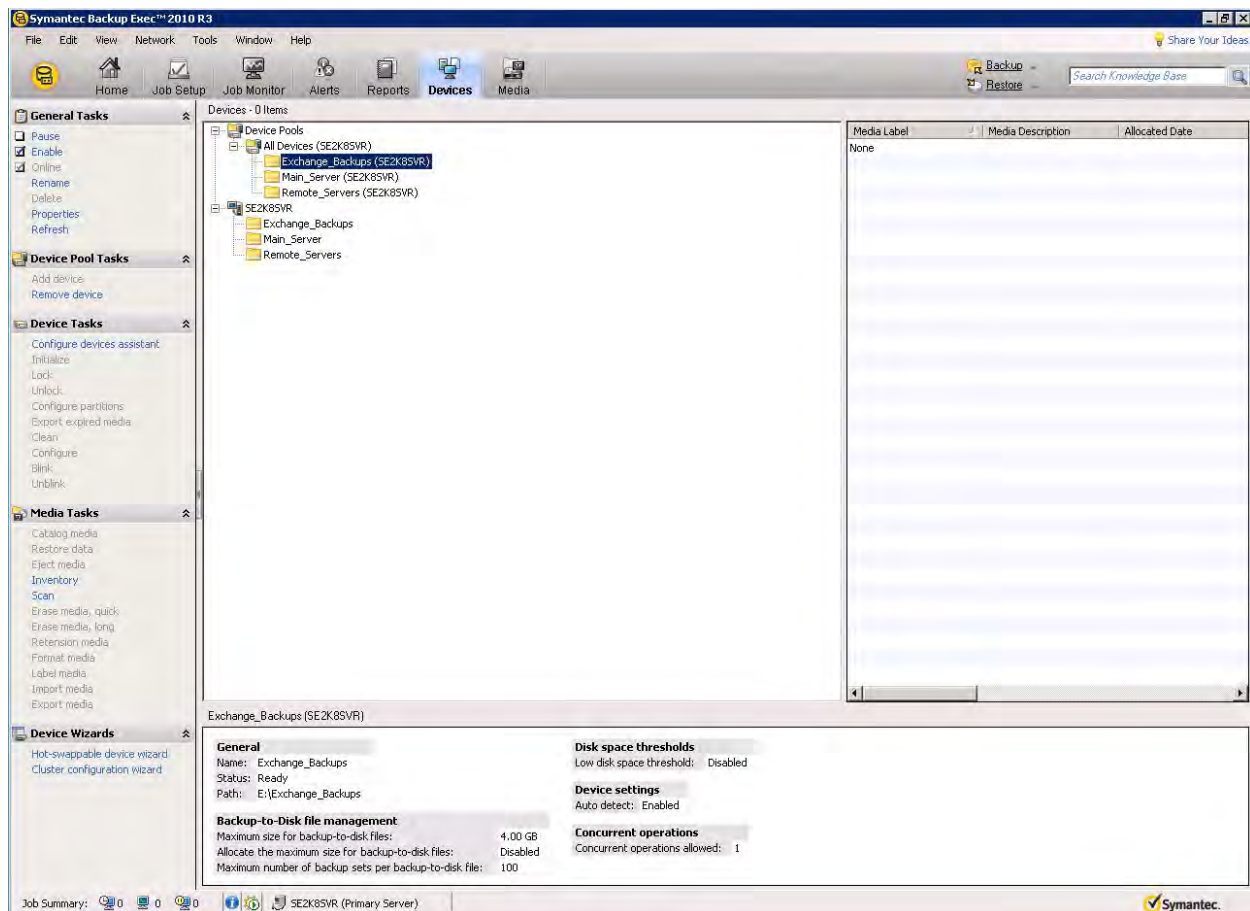 Symantec Backup Exec™ 2010 R3
File Edit View Network Tools Window Help
Share Your Ideas
Home Job Setup Job Monitor Alerts Reports Devices Media
Backup
Restore
Search Knowledge Base
General Tasks
Pause
Enable
Online
Rename
Delete
Properties
Refresh
Device Pool Tasks
Add device
Remove device
Device Tasks
Configure devices assistant
Initialize
Lock
Unlock
Configure partitions
Export expired media
Clean
Configure
Blink
Unblink
Media Tasks
Catalog media
Restore data
Eject media
Inventory
Scan
Erase media, quick
Erase media, long
Retension media
Format media
Label media
Import media
Export media
Device Wizards
Hot-swappable device wizard
Cluster configuration wizard
Devices - 0 Items
Device Pools
All Devices (SE2K8SVR)
Exchange_Backups (SE2K8SVR)
Main_Server (SE2K8SVR)
Remote_Servers (SE2K8SVR)
SE2K8SVR
Exchange_Backups
Main_Server
Remote_Servers
Media Label Media Description Allocated Date
None
Exchange_Backups (SE2K8SVR)
General
Name: Exchange_Backups
Status: Ready
Path: E:\Exchange_Backups
Backup-to-Disk file management
Maximum size for backup-to-disk files: 4.00 GB
Allocate the maximum size for backup-to-disk files: Disabled
Maximum number of backup sets per backup-to-disk file: 100
Disk space thresholds
Low disk space threshold: Disabled
Device settings
Auto detect: Enabled
Concurrent operations
Concurrent operations allowed: 1
Job Summary: 0 0 0 SE2K8SVR (Primary Server)
Symantec.